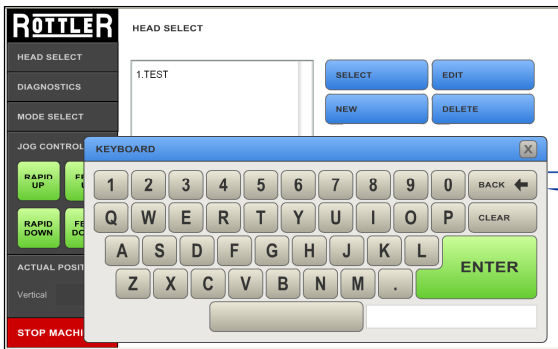 ROTTLER
HEAD SELECT
HEAD SELECT
DIAGNOSTICS
MODE SELECT
JOG CONTROL
RAPID
UP
RAPID
DOWN
ACTUAL POSIT
Vertical
STOP MACHI
1.TEST
SELECT
EDIT
NEW
DELETE
KEYBOARD
X
1 2 3 4 5 6 7 8 9 0 BACK
Q W E R T Y U I O P CLEAR
A S D F G H J K L ENTER
Z X C V B N M .